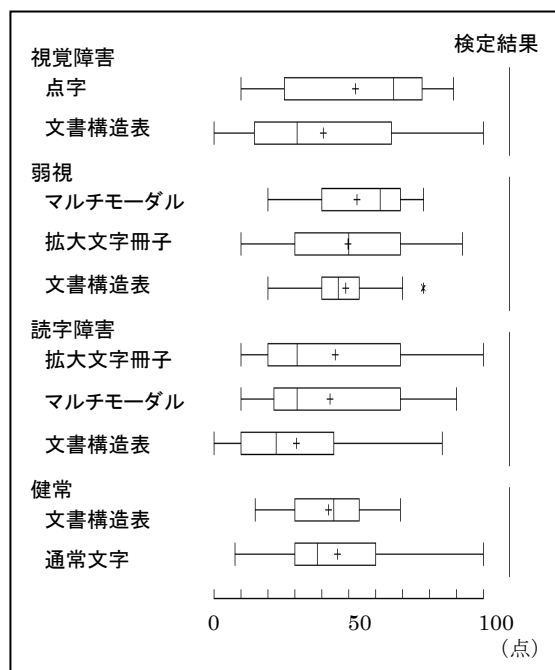 検定結果
視覚障害
点字
文書構造表
弱視
マルチモーダル
拡大文字冊子
文書構造表
読字障害
拡大文字冊子
マルチモーダル
文書構造表
健常
文書構造表
通常文字
0 50 100
(点)